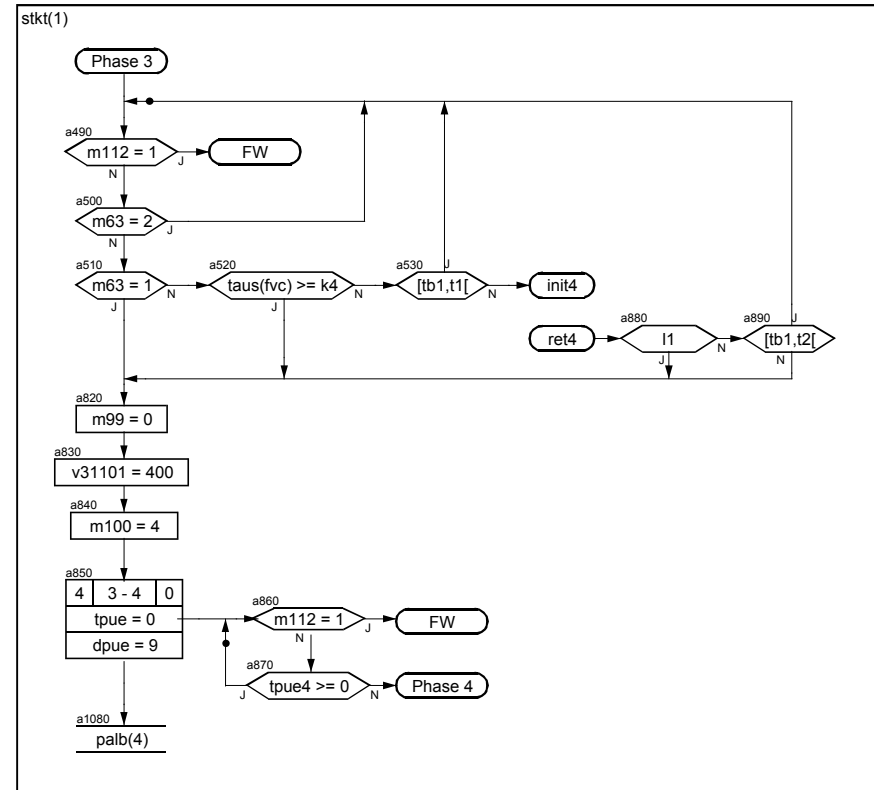 stkt(1)
Phase 3
a490
m112 = 1
J
FW
N
a500
m63 = 2
J
N
a510
m63 = 1
N
J
a520
taus(fvc) >= k4
N
J
a530
J
[tb1,t1[
N
init4
ret4
a880
l1
N
J
a890
J
[tb1,t2[
N
a820
m99 = 0
a830
v31101 = 400
a840
m100 = 4
a850
4 3 - 4 0
tpue = 0
dpue = 9
a860
m112 = 1
J
N
FW
a870
tpue4 >= 0
J
N
Phase 4
a1080
palb(4)